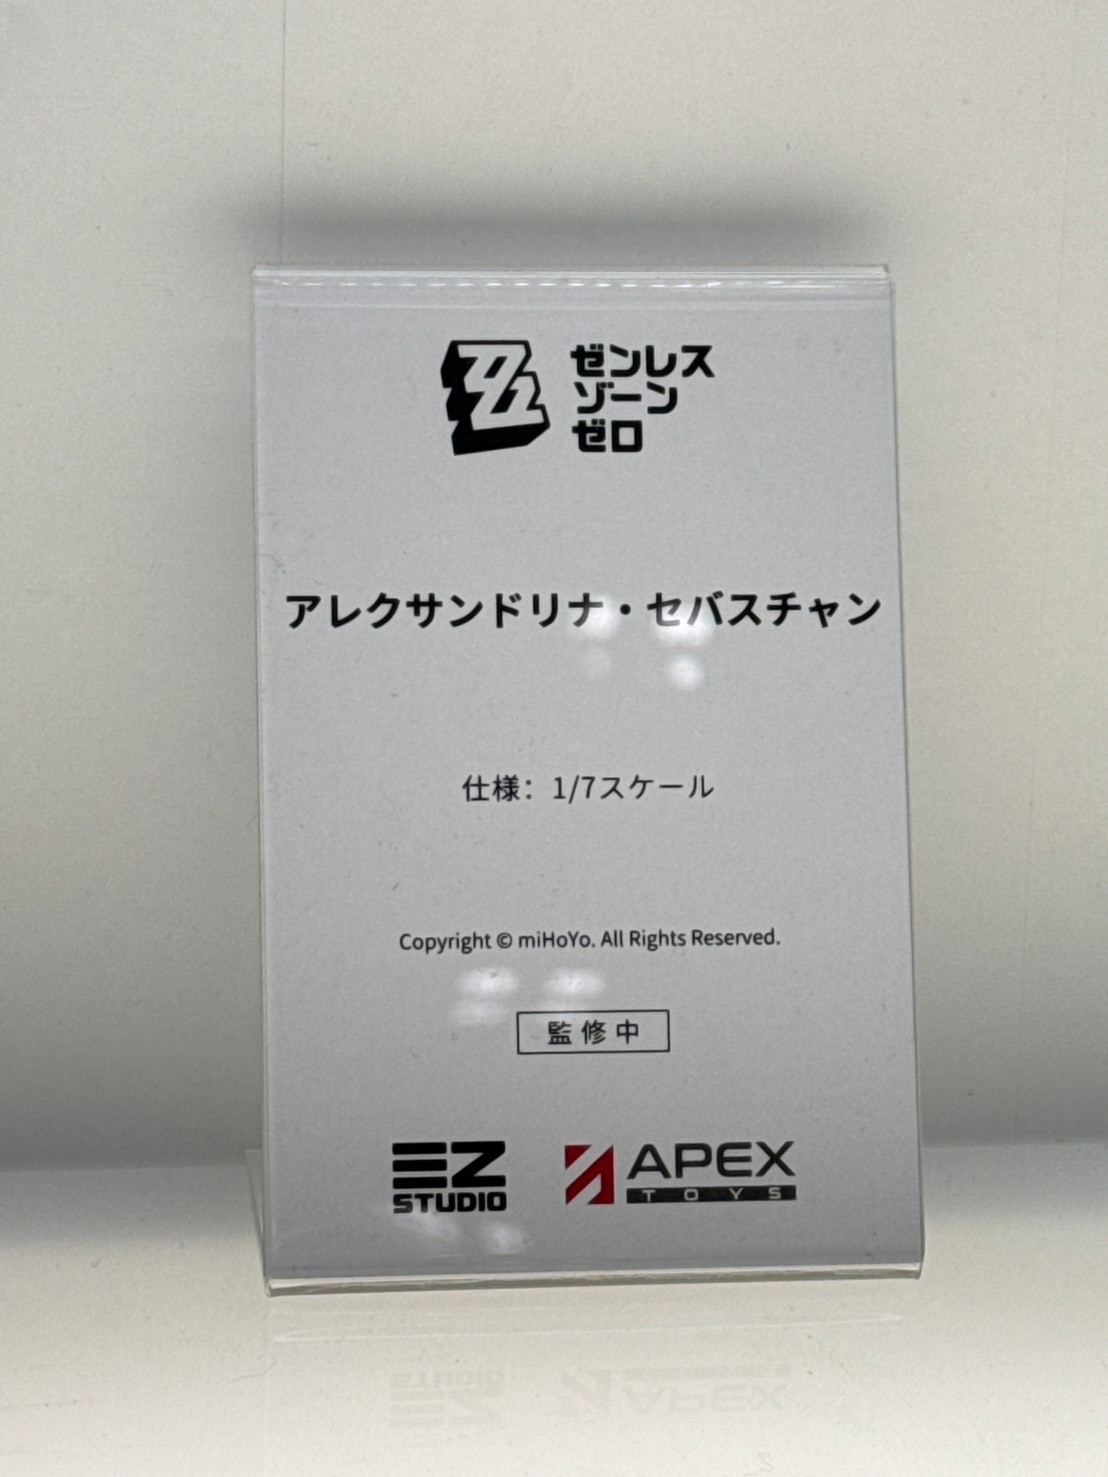 ゼンレス
ゾーン
ゼロ
アレクサンドリナ・セバスチャン
仕様：1/7スケール
Copyright © miHoYo. All Rights Reserved.
監修中
EZ
STUDIO
APEX
TOYS